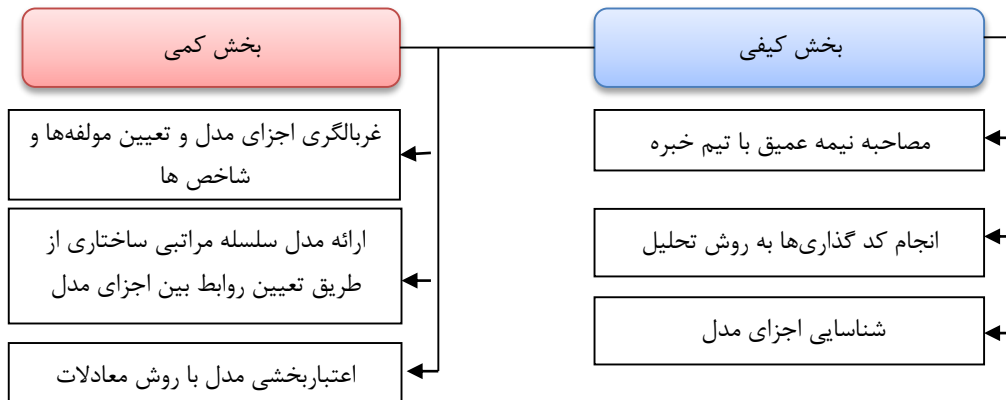 بخش کیفی
مصاحبه نیمه عمیق با تیم خبره
انجام کد گذاری‌ها به روش تحلیل
شناسایی اجزای مدل
بخش کمی
غربالگری اجزای مدل و تعیین مولفه‌ها و
شاخص ها
ارائه مدل سلسله مراتبی ساختاری از
طریق تعیین روابط بین اجزای مدل
اعتباربخشی مدل با روش معادلات